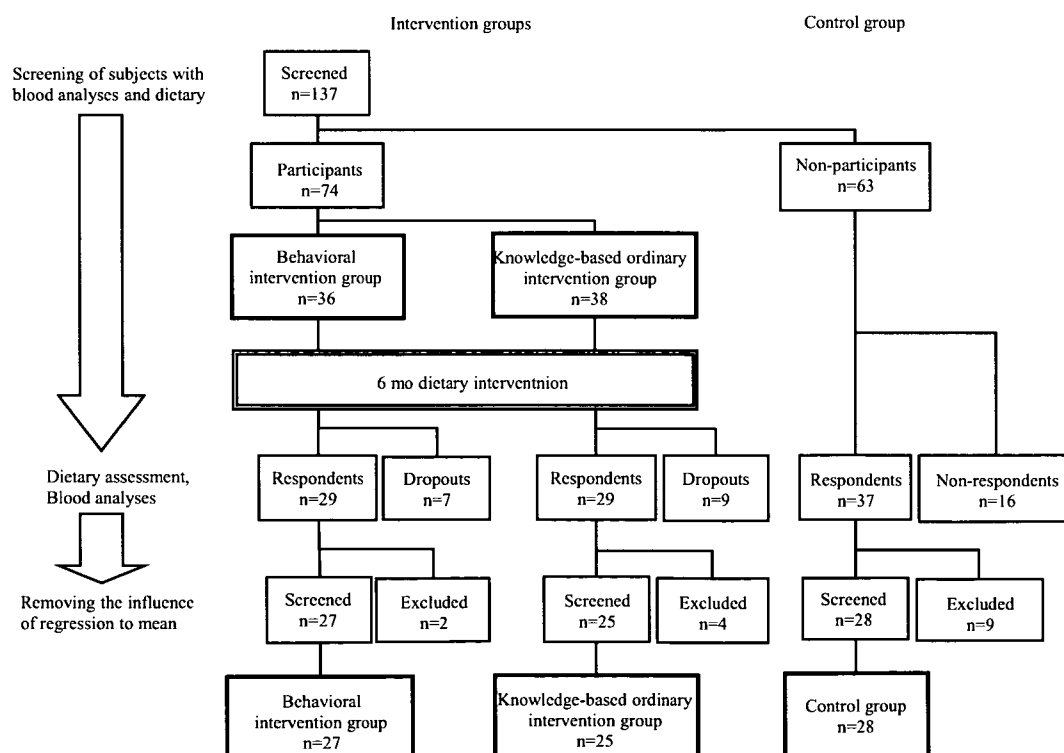 Intervention groups
Control group
Screening of subjects with
blood analyses and dietary
Screened
n=137
Participants
n=74
Non-participants
n=63
Behavioral
intervention group
n=36
Knowledge-based ordinary
intervention group
n=38
6 mo dietary interventnion
Dietary assessment,
Blood analyses
Respondents
n=29
Dropouts
n=7
Respondents
n=29
Dropouts
n=9
Respondents
n=37
Non-respondents
n=16
Removing the influence
of regression to mean
Screened
n=27
Excluded
n=2
Screened
n=25
Excluded
n=4
Screened
n=28
Excluded
n=9
Behavioral
intervention group
n=27
Knowledge-based ordinary
intervention group
n=25
Control group
n=28